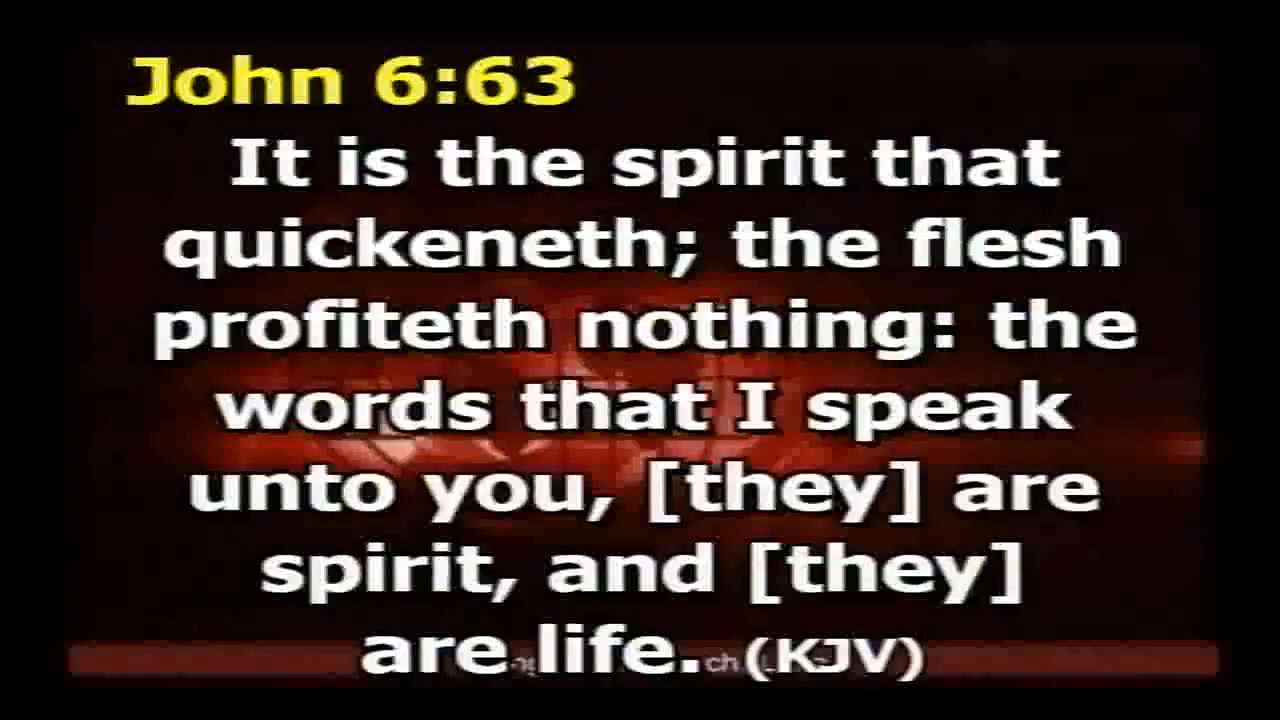 John 6:63
It is the spirit that
quickeneth; the flesh
profiteth nothing: the
words that I speak
unto you, [they] are
spirit, and [they]
are life. (KJV)